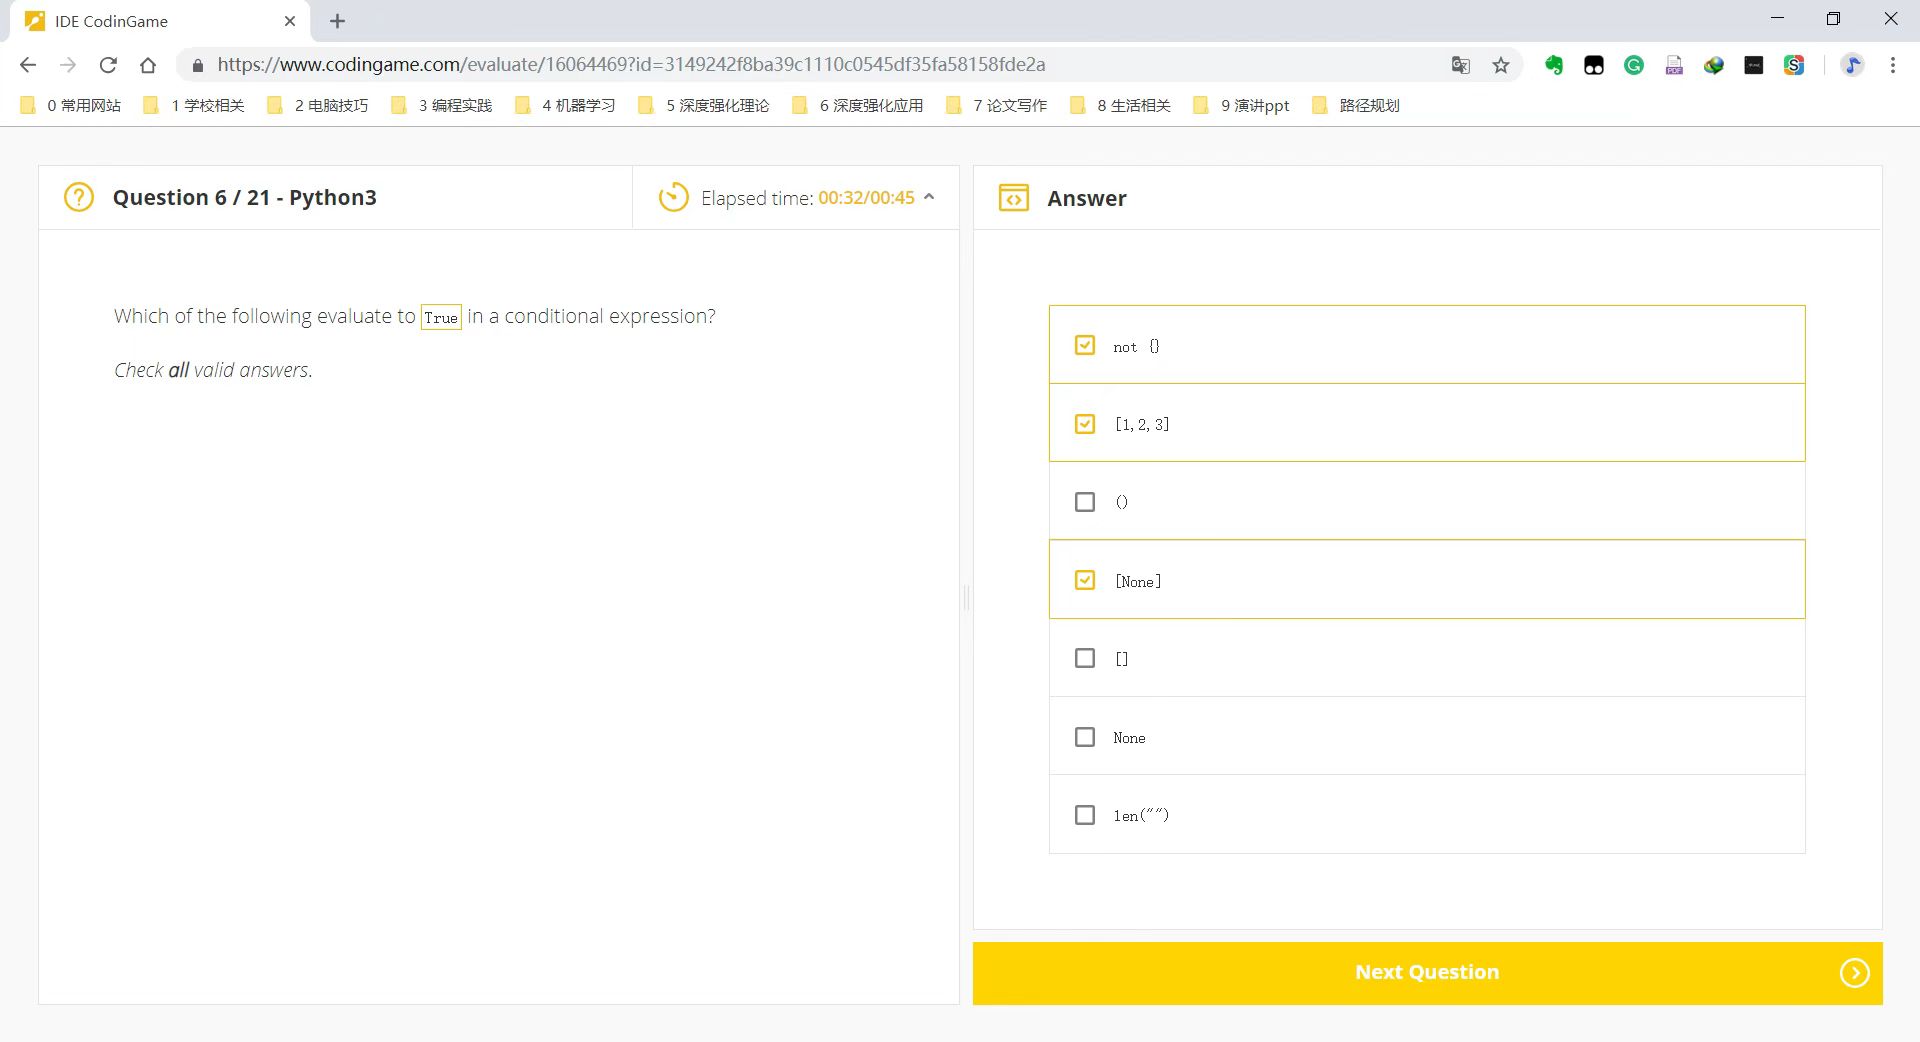 IDE CodinGame
https://www.codingame.com/evaluate/16064469?id=3149242f8ba39c1110c0545df35fa58158fde2a
0 常用网站 1 学校相关 2 电脑技巧 3 编程实践 4 机器学习 5 深度强化理论 6 深度强化应用 7 论文写作 8 生活相关 9 演讲ppt 路径规划
Question 6 / 21 - Python3
Elapsed time: 00:32/00:45
Which of the following evaluate to True in a conditional expression?
Check all valid answers.
Answer
not {}
[1,2,3]
()
[None]
[]
None
len("")
Next Question